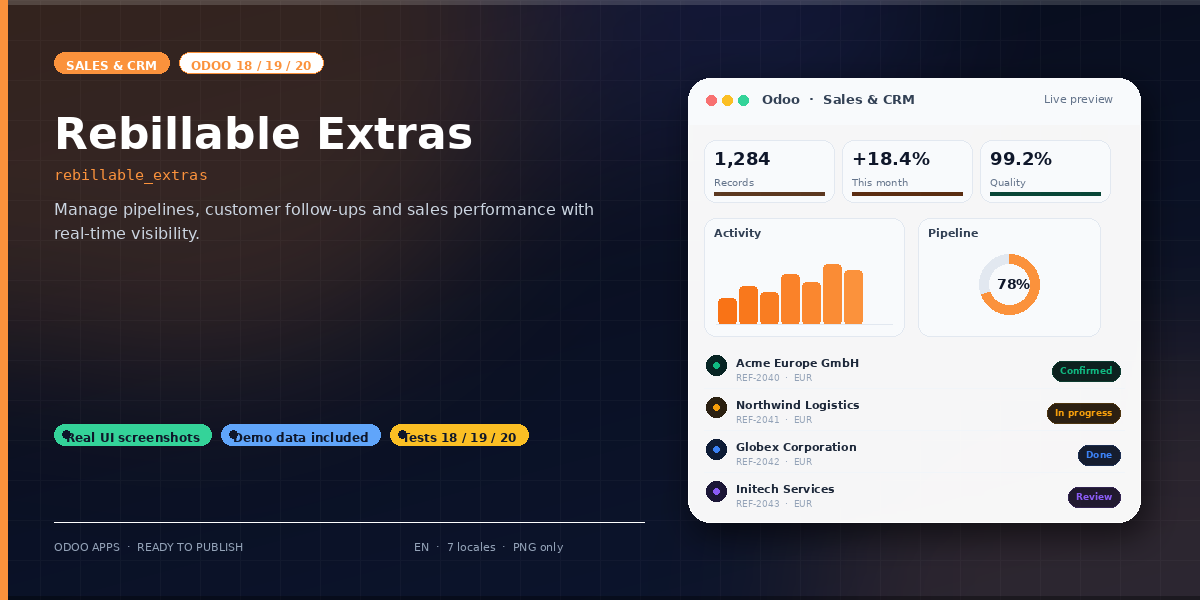 SALES & CRM
ODOO 18 / 19 / 20
Rebillable Extras
rebillable_extras
Manage pipelines, customer follow-ups and sales performance with
real-time visibility.
Real UI screenshots
Demo data included
Tests 18 / 19 / 20
ODOO APPS · READY TO PUBLISH
EN · 7 locales · PNG only
Odoo · Sales & CRM
Live preview
1,284
Records
+18.4%
This month
99.2%
Quality
Activity
Pipeline
78%
Acme Europe GmbH
REF-2040 · EUR
Confirmed
Northwind Logistics
REF-2041 · EUR
In progress
Globex Corporation
REF-2042 · EUR
Done
Initech Services
REF-2043 · EUR
Review